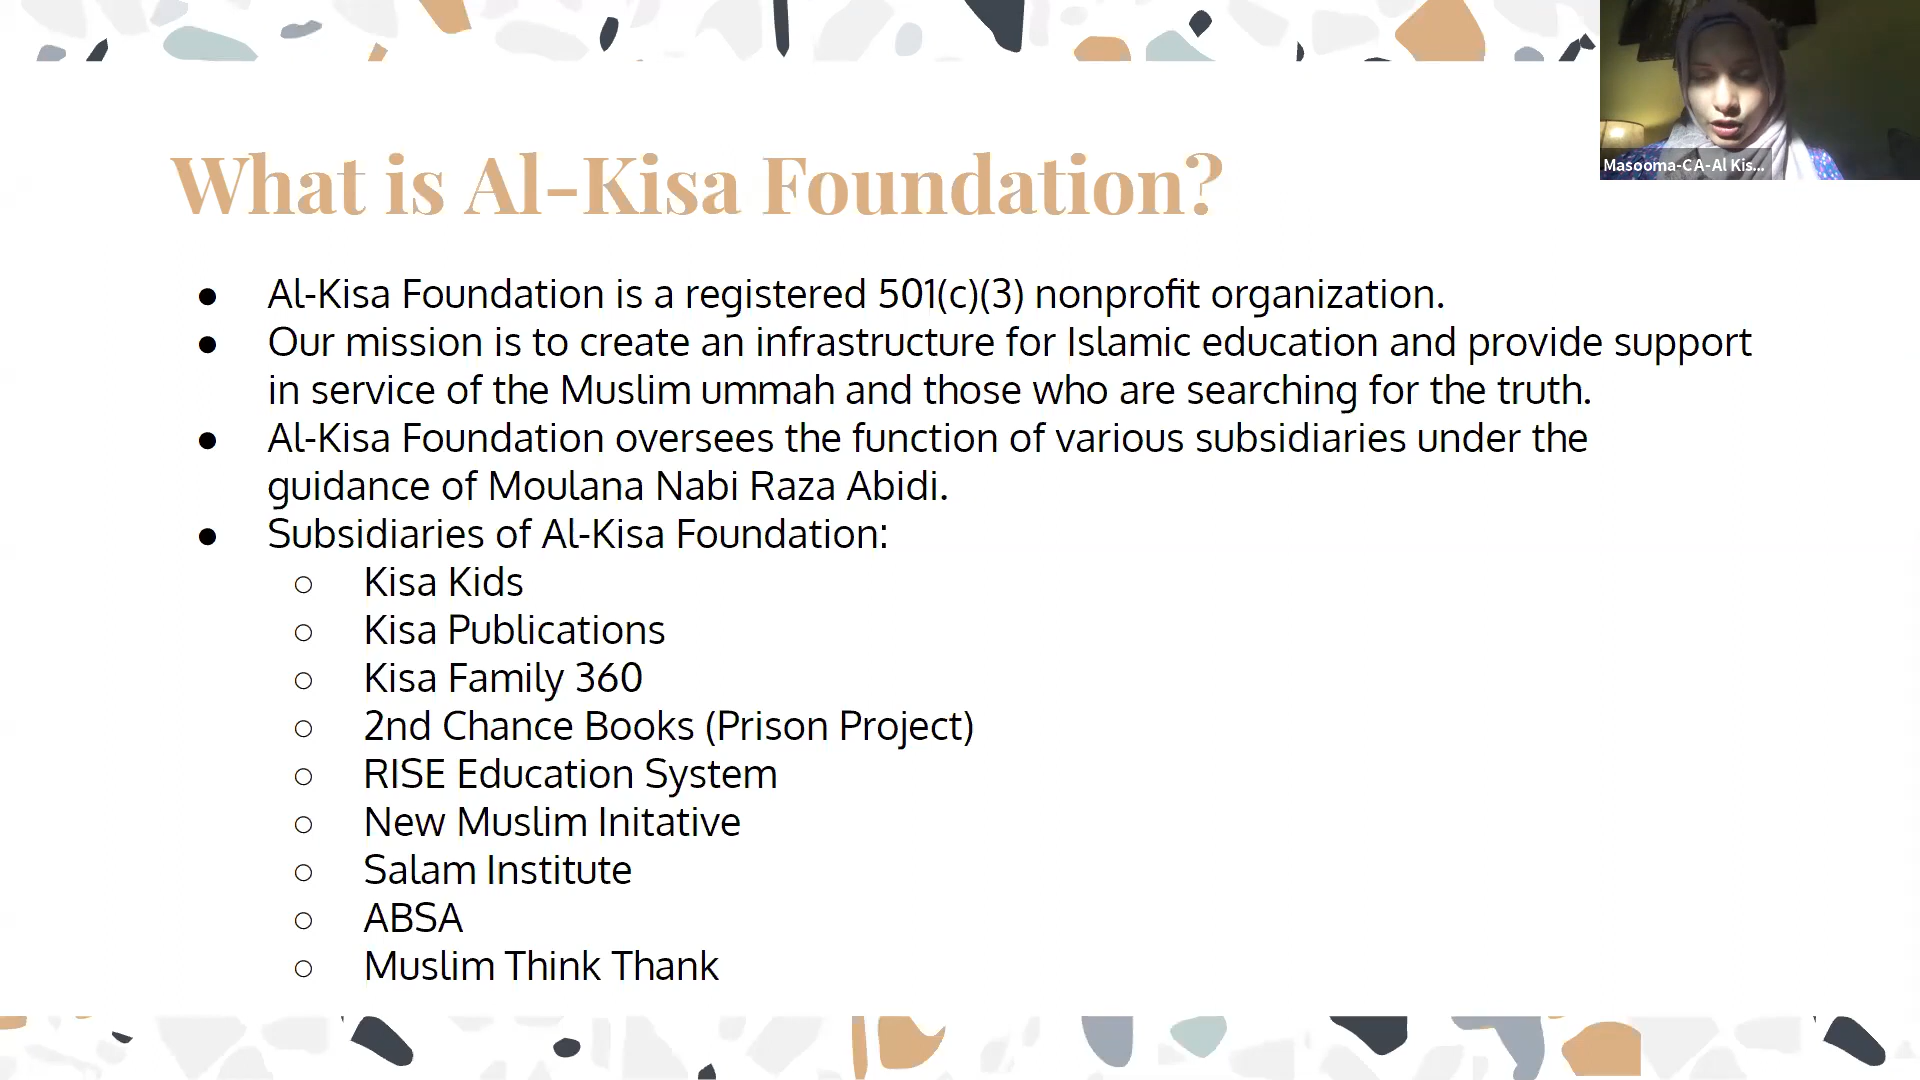 What is Al-Kisa Foundation?
Masooma-CA-Al Kis...
● Al-Kisa Foundation is a registered 501(c)(3) nonprofit organization.
● Our mission is to create an infrastructure for Islamic education and provide support
in service of the Muslim ummah and those who are searching for the truth.
● Al-Kisa Foundation oversees the function of various subsidiaries under the
guidance of Moulana Nabi Raza Abidi.
● Subsidiaries of Al-Kisa Foundation:
○ Kisa Kids
○ Kisa Publications
○ Kisa Family 360
○ 2nd Chance Books (Prison Project)
○ RISE Education System
○ New Muslim Initative
○ Salam Institute
○ ABSA
○ Muslim Think Thank